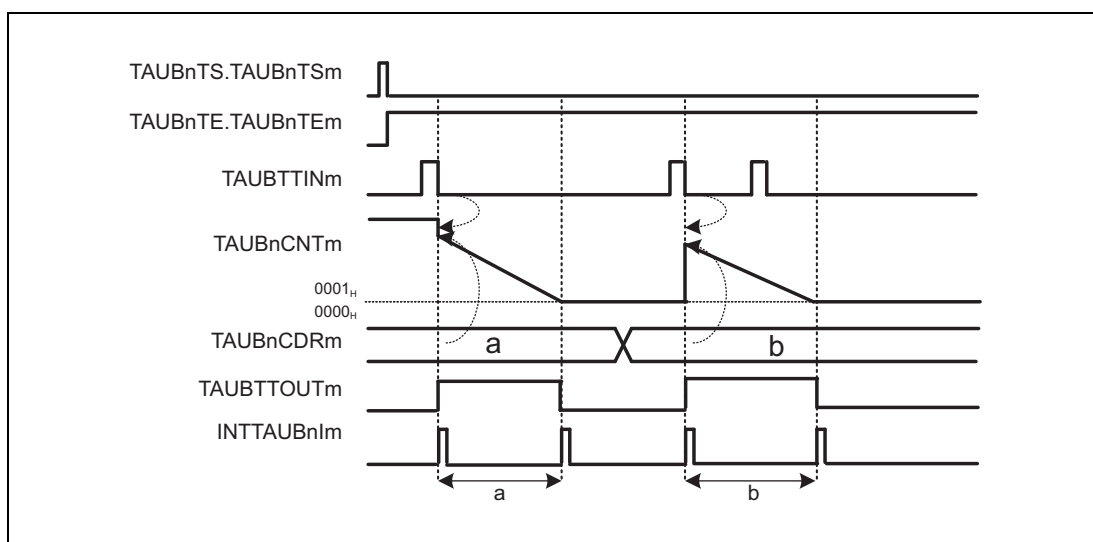 TAUBnTS.TAUBnTSm
TAUBnTE.TAUBnTEm
TAUBTTINm
TAUBnCNTm
0001H
0000H
TAUBnCDRm
a
b
TAUBTTOUTm
INTTAUBnIm
a
b